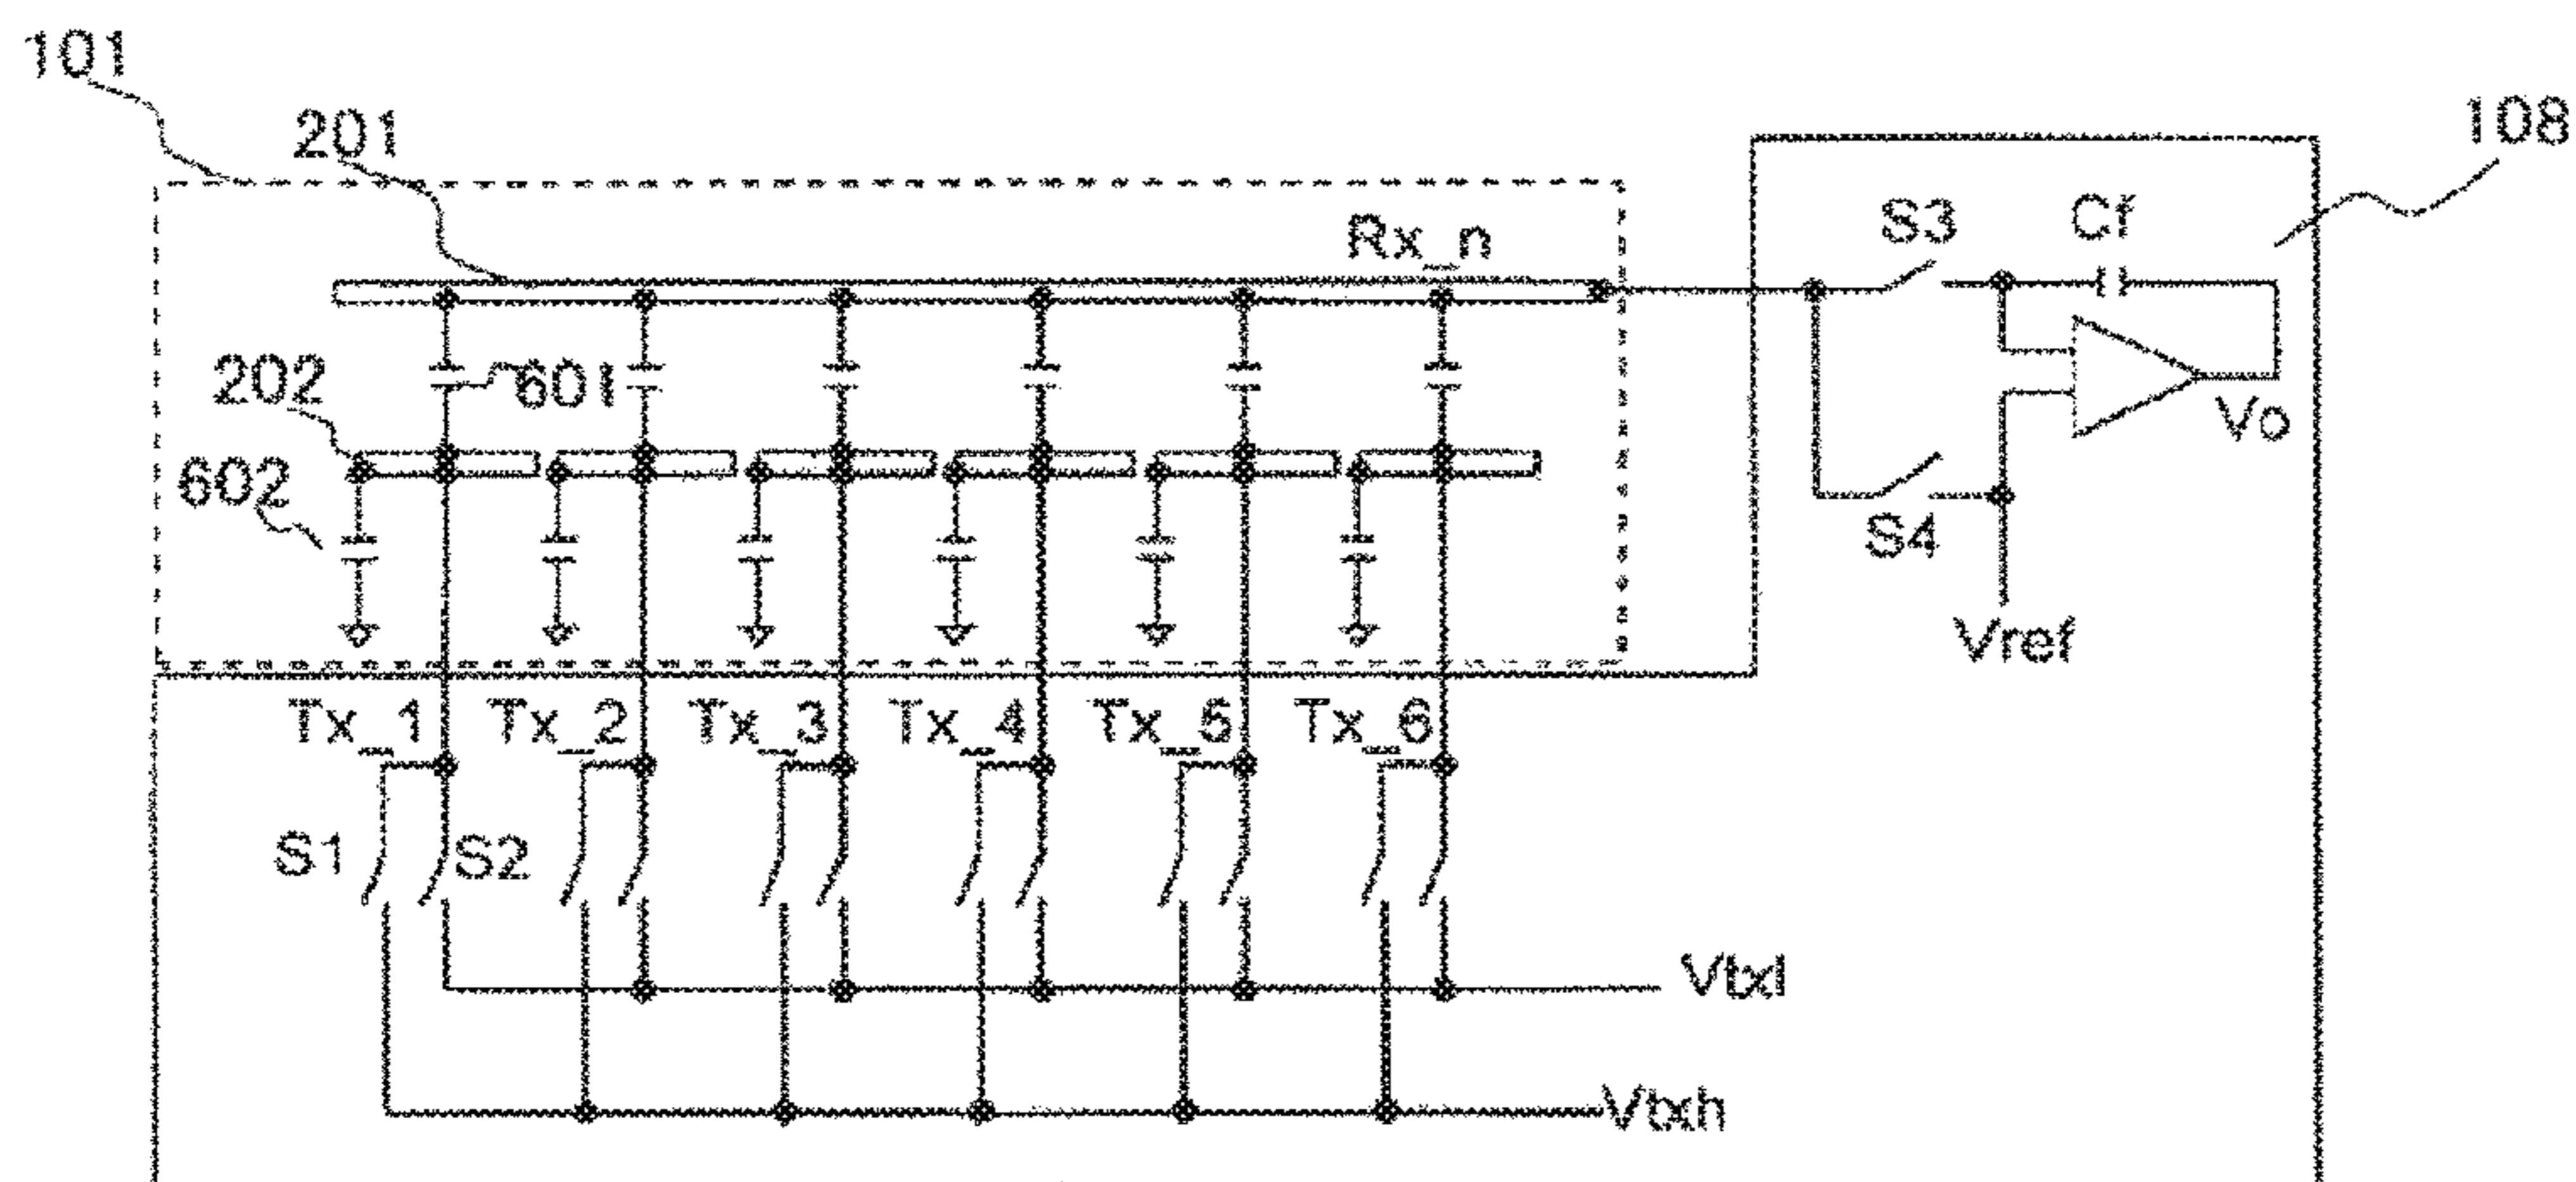 101
201
108
Rx_n
S3
Cf
202
601
602
Vo
S4
Vref
Tx_1
Tx_2
Tx_3
Tx_4
Tx_5
Tx_6
S1
S2
Vtxl
Vtxh